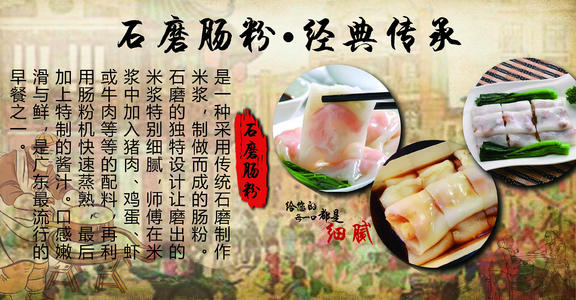 石磨肠粉•经典传承
是一种采用传统石磨制作
米浆，制做而成的肠粉。
石磨的独特设计让磨出的
米浆特别细腻，师傅在米
浆中加入猪肉、鸡蛋、虾
或牛肉等等的配料，再利
用肠粉机快速蒸熟，最后
加上特制的酱汁。口感嫩
滑与鲜，是广东最流行的
早餐之一。
石磨肠粉
给您的
每一口都是
细腻